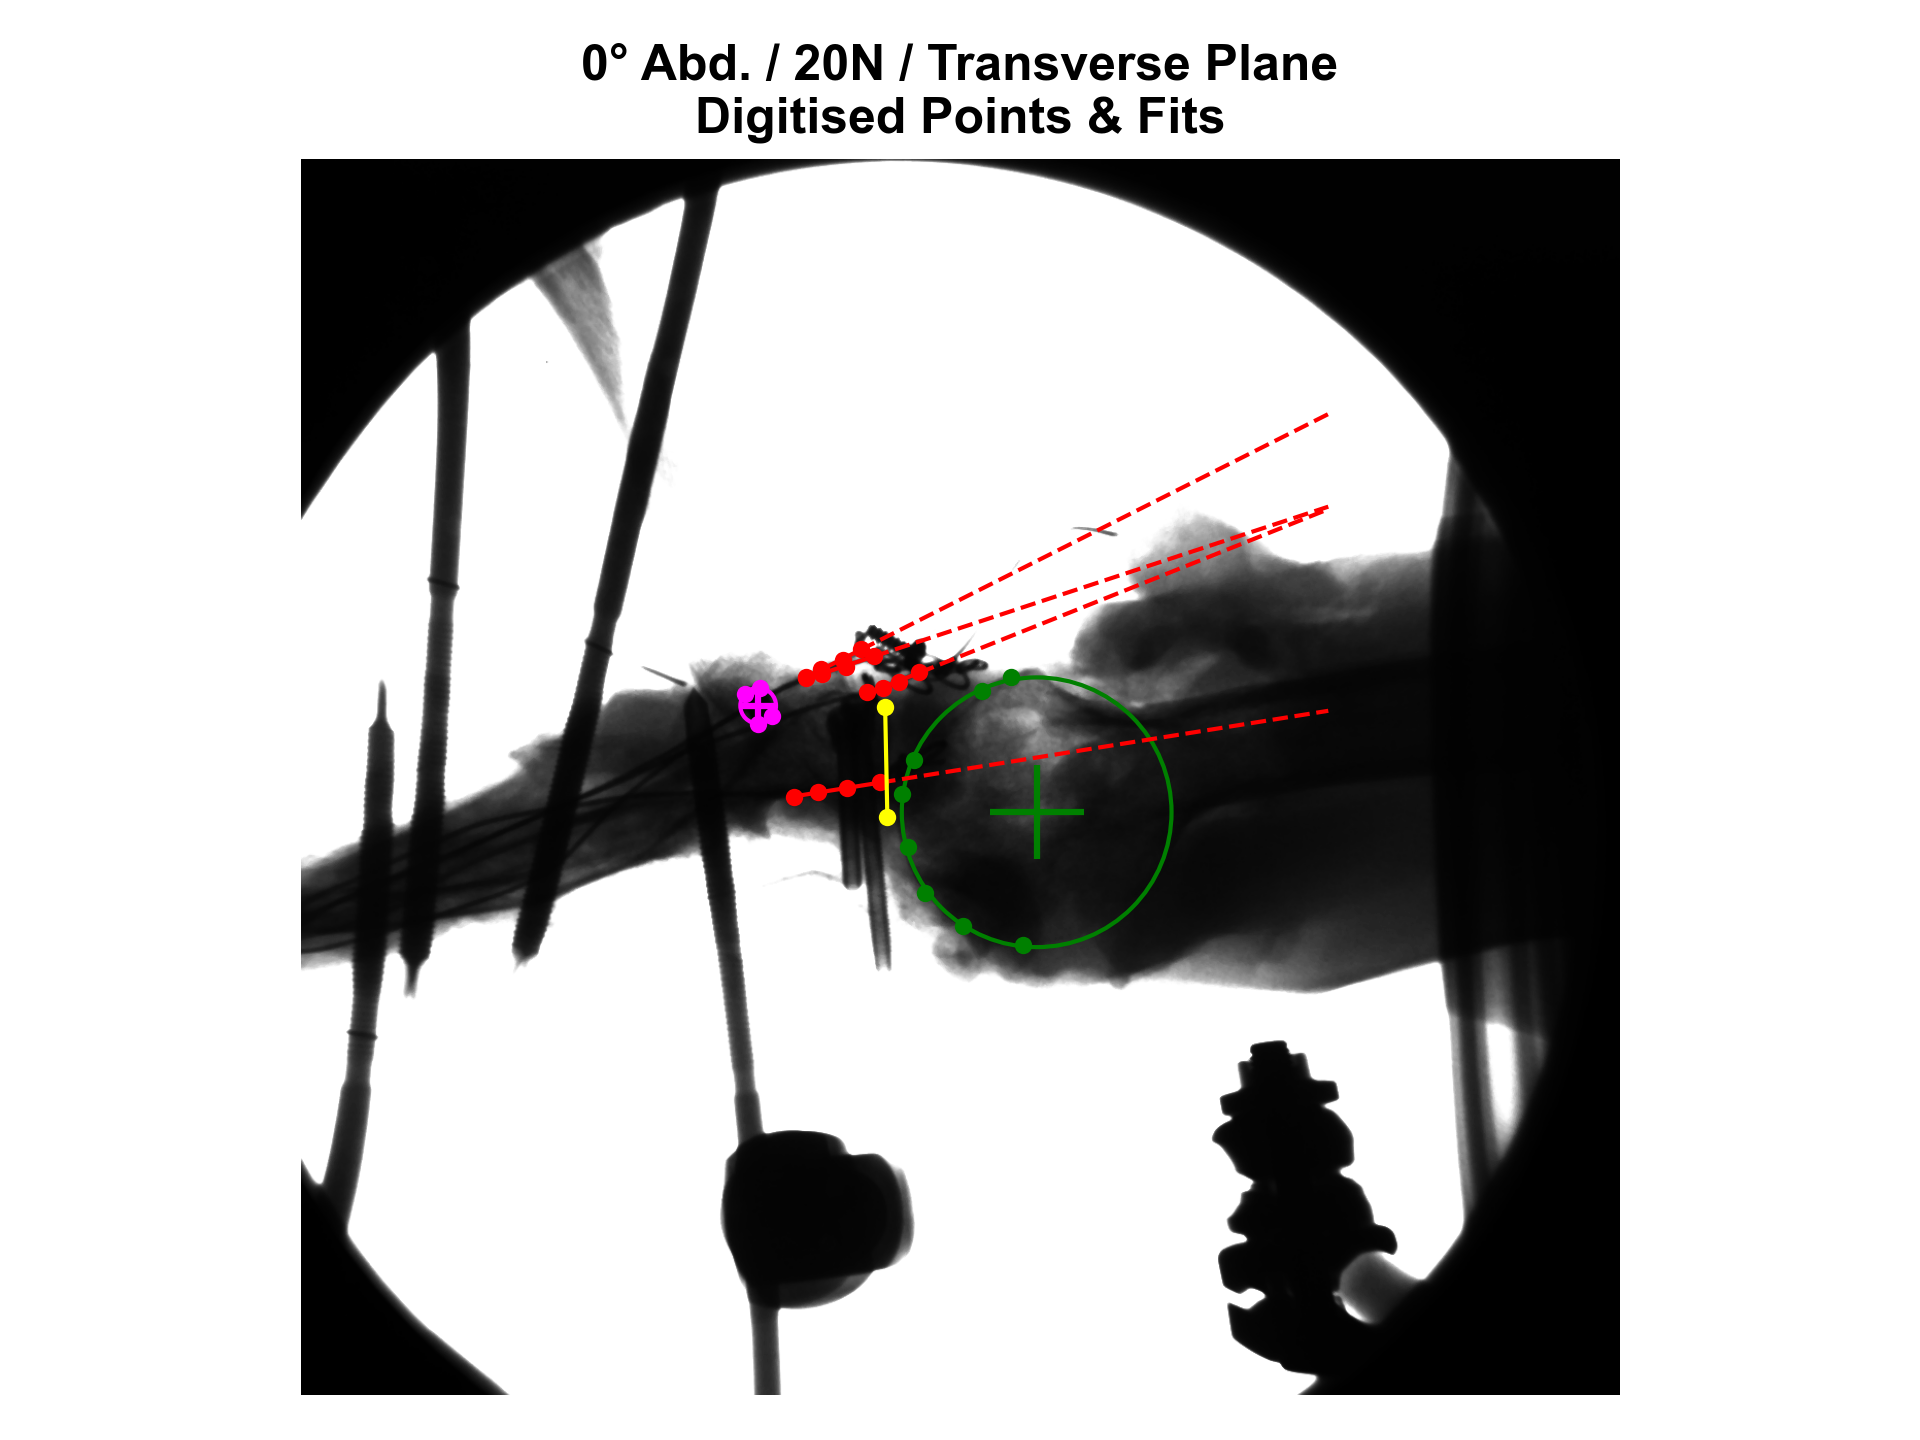 0° Abd. / 20N / Transverse Plane
Digitised Points & Fits